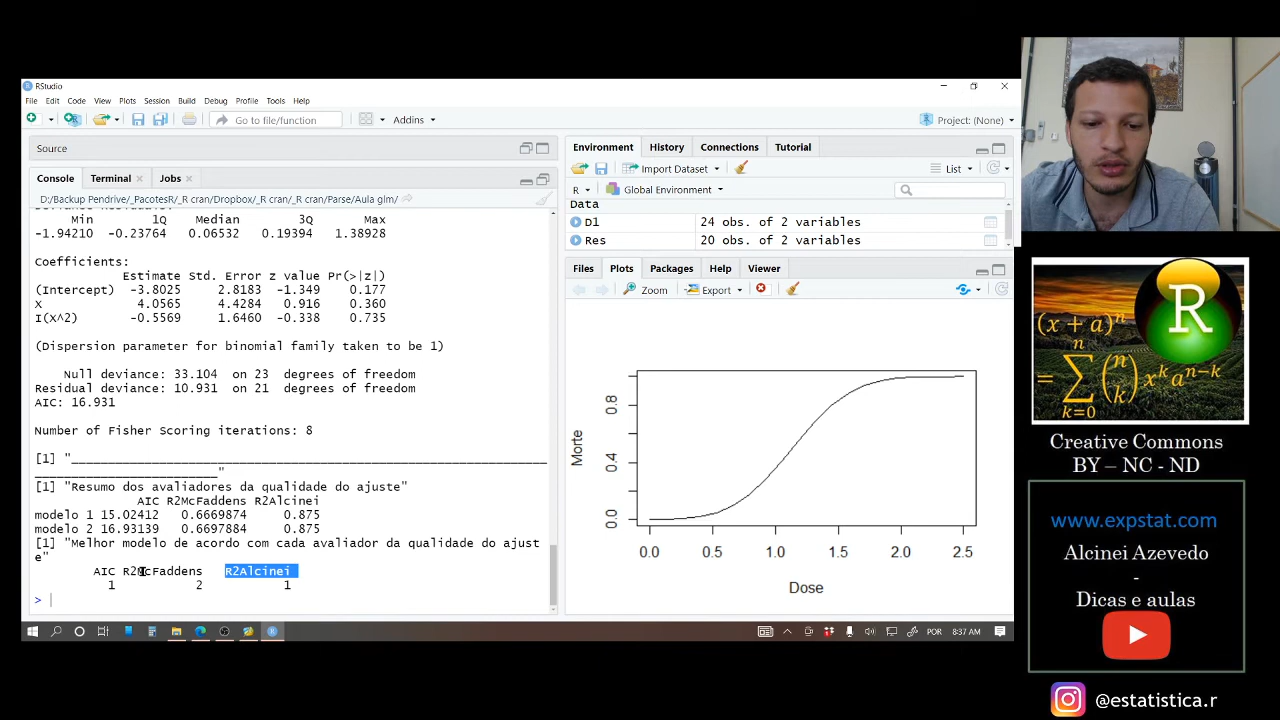 RStudio
File Edit Code View Plots Session Build Debug Profile Tools Help
Go to file/function Addins Project: (None)
Source
Console Terminal Jobs
D:/Backup Pendrive/_PacotesR/_R cran/Dropbox/_R cran/Parse/Aula glm/
Min 1Q Median 3Q Max
-1.94210 -0.23764 0.06532 0.19394 1.38928
Coefficients:
Estimate Std. Error z value Pr(>|z|)
(Intercept) -3.8025 2.8183 -1.349 0.177
X 4.0565 4.4284 0.916 0.360
I(x^2) -0.5569 1.6460 -0.338 0.735
(Dispersion parameter for binomial family taken to be 1)
Null deviance: 33.104 on 23 degrees of freedom
Residual deviance: 10.931 on 21 degrees of freedom
AIC: 16.931
Number of Fisher Scoring iterations: 8
[1] "________________________________________________________________
_________________________"
[1] "Resumo dos avaliadores da qualidade do ajuste"
AIC R2McFaddens R2Alcinei
modelo 1 15.02412 0.6669874 0.875
modelo 2 16.93139 0.6697884 0.875
[1] "Melhor modelo de acordo com cada avaliador da qualidade do ajust
e"
AIC R2McFaddens R2Alcinei
1 2 1
>
Environment History Connections Tutorial
Import Dataset List
R Global Environment
Data
D1 24 obs. of 2 variables
Res 20 obs. of 2 variables
Files Plots Packages Help Viewer
Zoom Export
Morte
0.8
0.4
0.0
0.0 0.5 1.0 1.5 2.0 2.5
Dose
POR 8:37 AM
R
(x + a)^n
= ∑ n k=0 (n k) x^k a^(n−k)
Creative Commons
BY – NC - ND
www.expstat.com
Alcinei Azevedo
-
Dicas e aulas
@estatistica.r